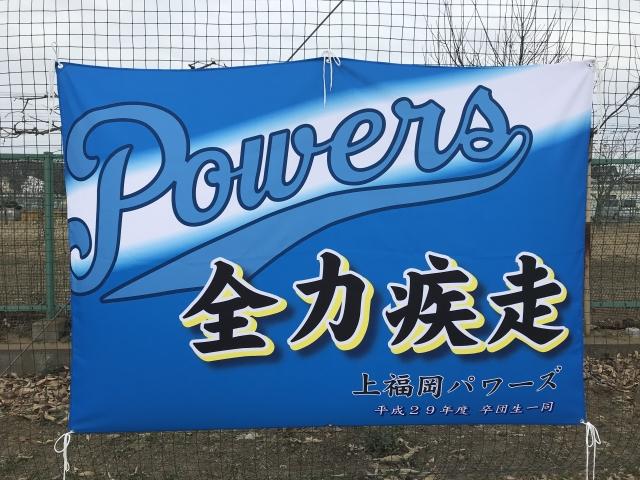 Powers
全力疾走
上福岡パワーズ
平成29年度 卒団生一同